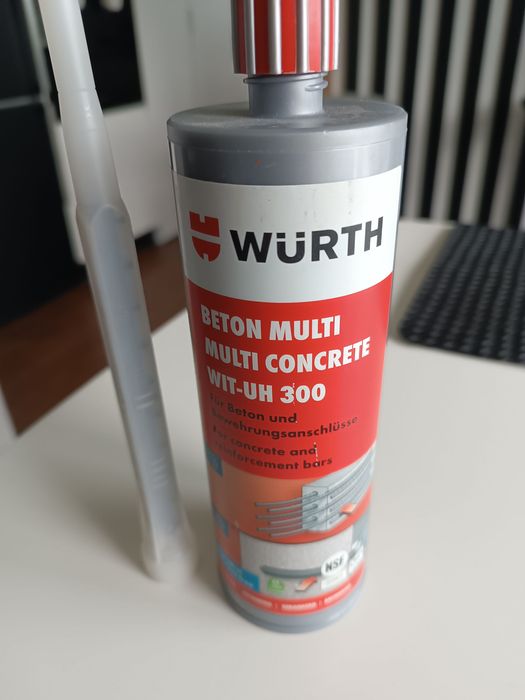 WÜRTH
BETON MULTI
MULTI CONCRETE
WIT-UH 300
Für Beton und
Bewehrungsanschlüsse
For concrete and
reinforcement bars
NSF